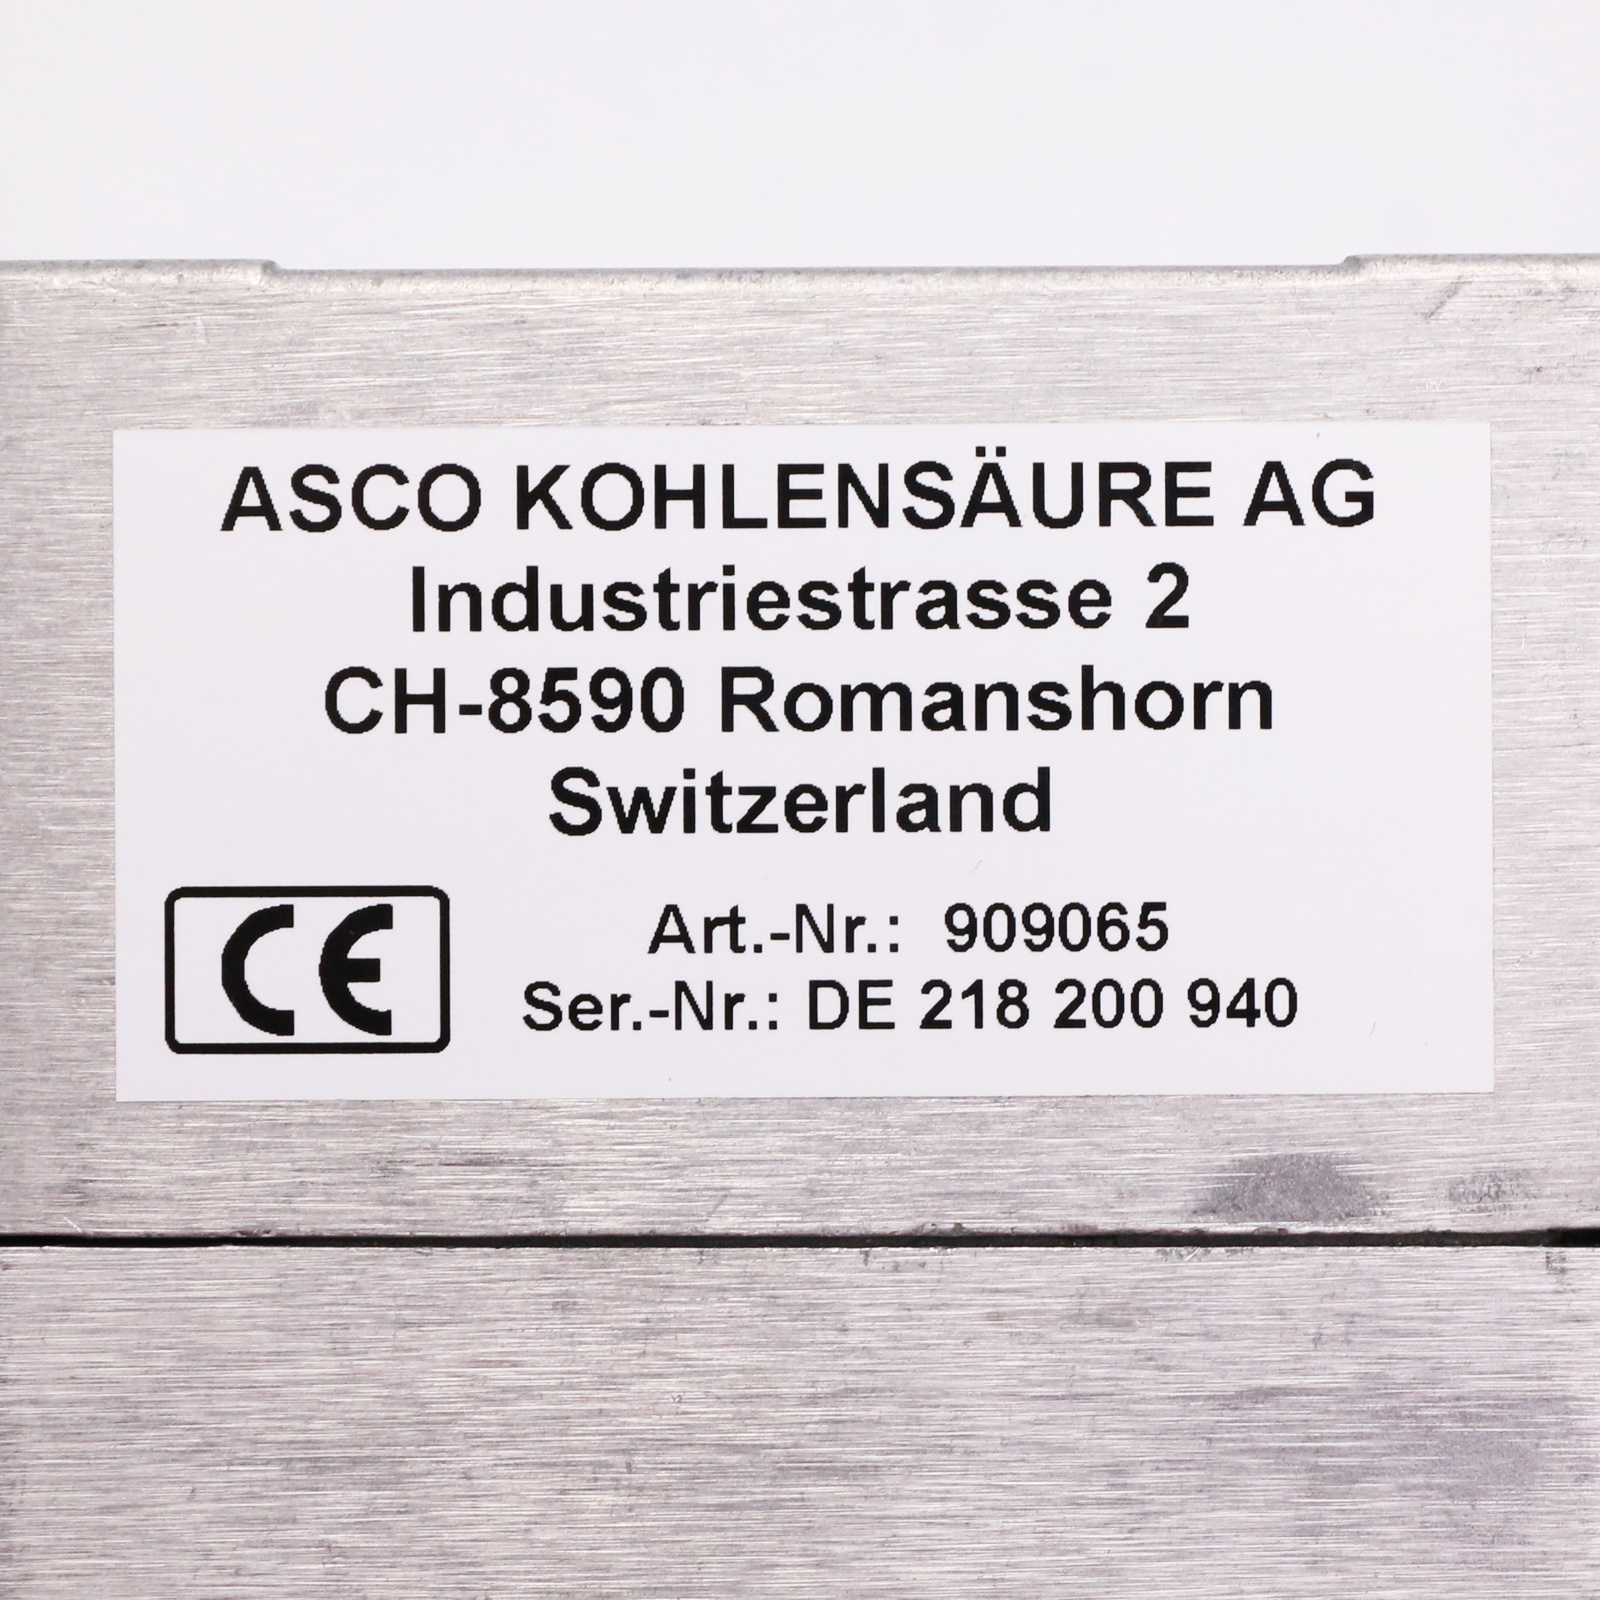 ASCO KOHLENSÄURE AG
Industriestrasse 2
CH-8590 Romanshorn
Switzerland
CE
Art.-Nr.: 909065
Ser.-Nr.: DE 218 200 940